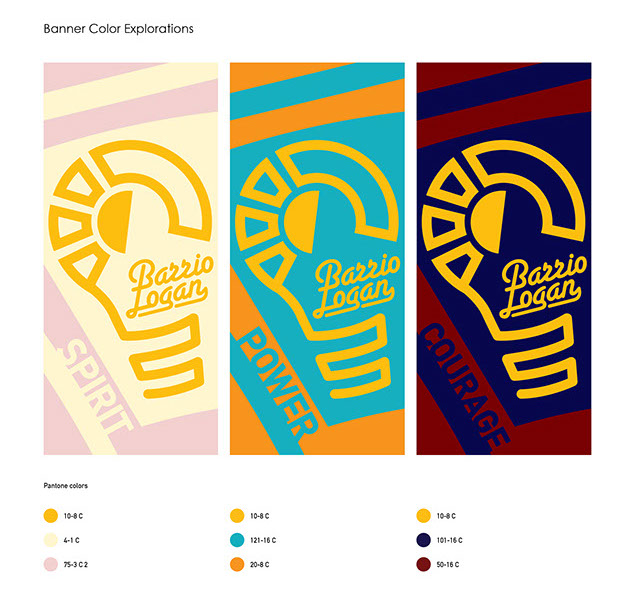 Banner Color Explorations
Barrio
Logan
SPIRIT
Barrio
Logan
POWER
Barrio
Logan
COURAGE
Pantone colors
10-8 C
4-1 C
75-3 C 2
10-8 C
121-16 C
20-8 C
10-8 C
101-16 C
50-16 C